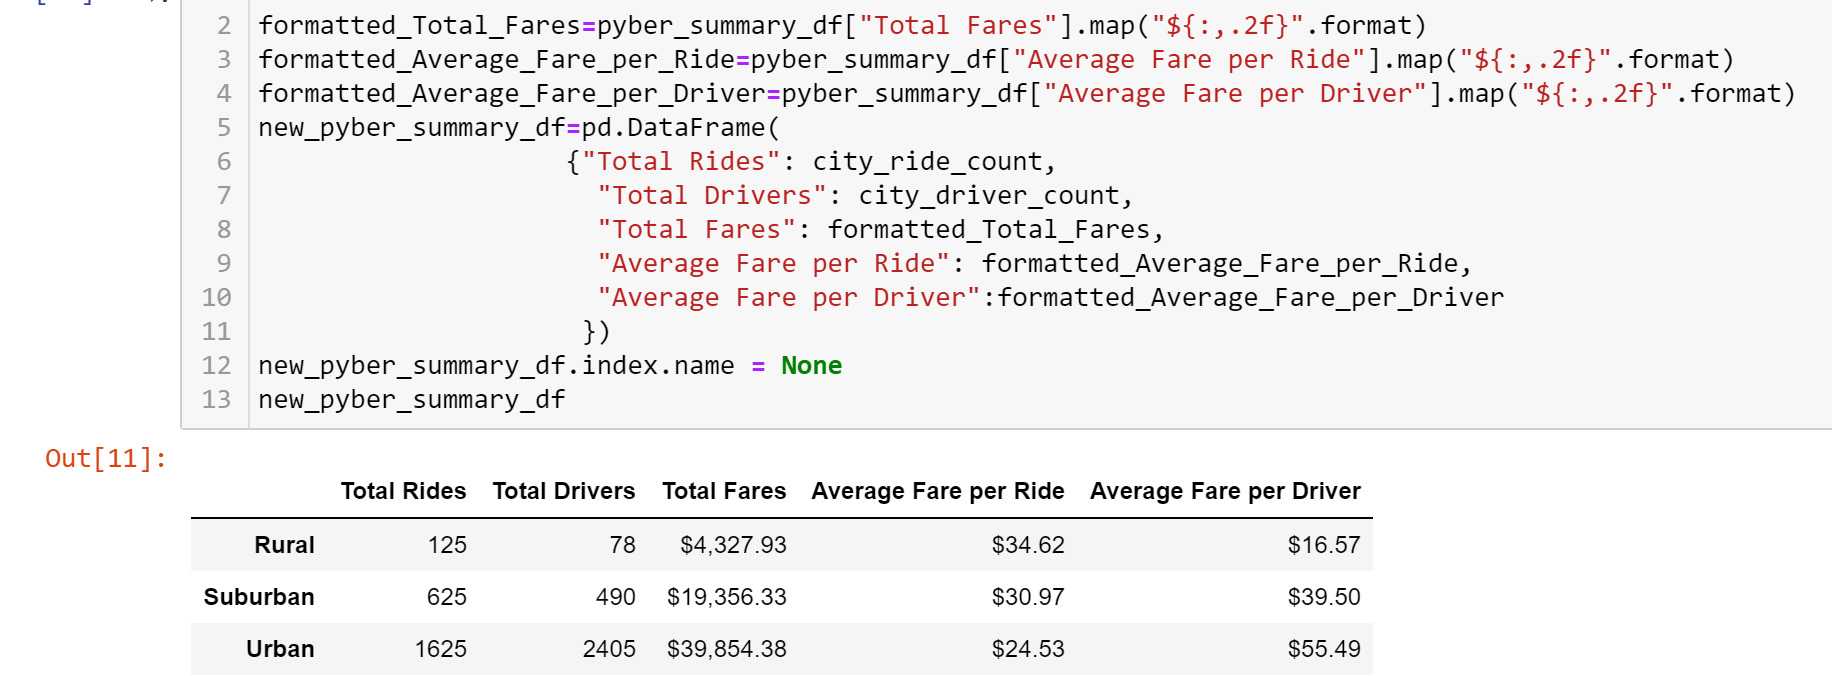 2 formatted_Total_Fares=pyber_summary_df["Total Fares"].map("${:,.2f}".format)
3 formatted_Average_Fare_per_Ride=pyber_summary_df["Average Fare per Ride"].map("${:,.2f}".format)
4 formatted_Average_Fare_per_Driver=pyber_summary_df["Average Fare per Driver"].map("${:,.2f}".format)
5 new_pyber_summary_df=pd.DataFrame(
6                     {"Total Rides": city_ride_count,
7                       "Total Drivers": city_driver_count,
8                       "Total Fares": formatted_Total_Fares,
9                       "Average Fare per Ride": formatted_Average_Fare_per_Ride,
10                       "Average Fare per Driver":formatted_Average_Fare_per_Driver
11                      })
12 new_pyber_summary_df.index.name = None
13 new_pyber_summary_df
Out[11]:
Total Rides Total Drivers Total Fares Average Fare per Ride Average Fare per Driver
Rural 125 78 $4,327.93 $34.62 $16.57
Suburban 625 490 $19,356.33 $30.97 $39.50
Urban 1625 2405 $39,854.38 $24.53 $55.49